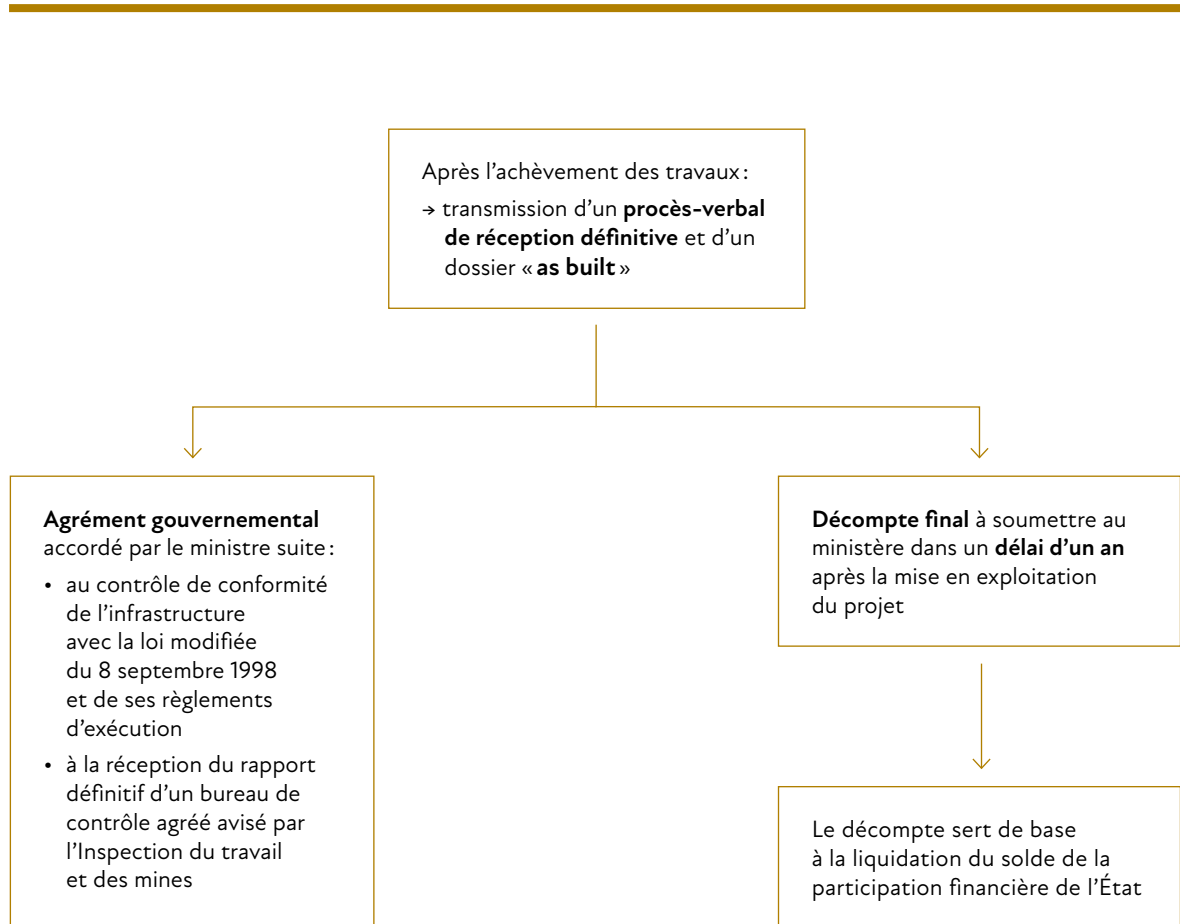 Après l'achèvement des travaux :
→ transmission d'un procès-verbal
de réception définitive et d'un
dossier « as built »
Agrément gouvernemental
accordé par le ministre suite :
• au contrôle de conformité
de l'infrastructure
avec la loi modifiée
du 8 septembre 1998
et de ses règlements
d'exécution
• à la réception du rapport
définitif d'un bureau de
contrôle agréé avisé par
l'Inspection du travail
et des mines
Décompte final à soumettre au
ministère dans un délai d'un an
après la mise en exploitation
du projet
Le décompte sert de base
à la liquidation du solde de la
participation financière de l'État